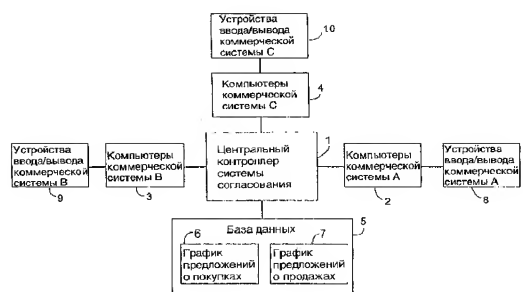 Устройства
ввода/вывода
коммерческой
системы С
10
Компьютеры
коммерческой
системы С
4
Устройства
ввода/вывода
коммерческой
системы В
9
Компьютеры
коммерческой
системы В
3
Центральный
контроллер
системы
согласования
1
Компьютеры
коммерческой
системы А
2
Устройства
ввода/вывода
коммерческой
системы А
8
База данных
5
6
График
предложений
о покупках
7
График
предложений
о продажах